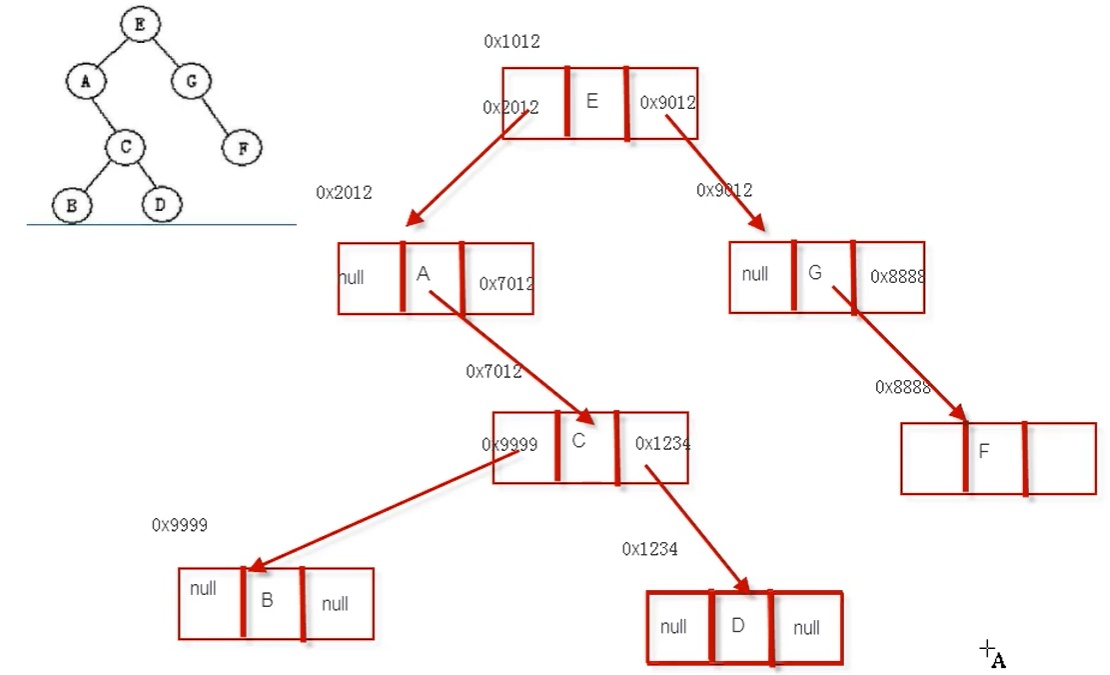 E
A
G
C
F
B
D
0x1012
0x2012
E
0x9012
0x2012
0x9012
null
A
0x7012
null
G
0x8888
0x7012
0x8888
0x9999
C
0x1234
F
0x9999
0x1234
null
B
null
null
D
null
A